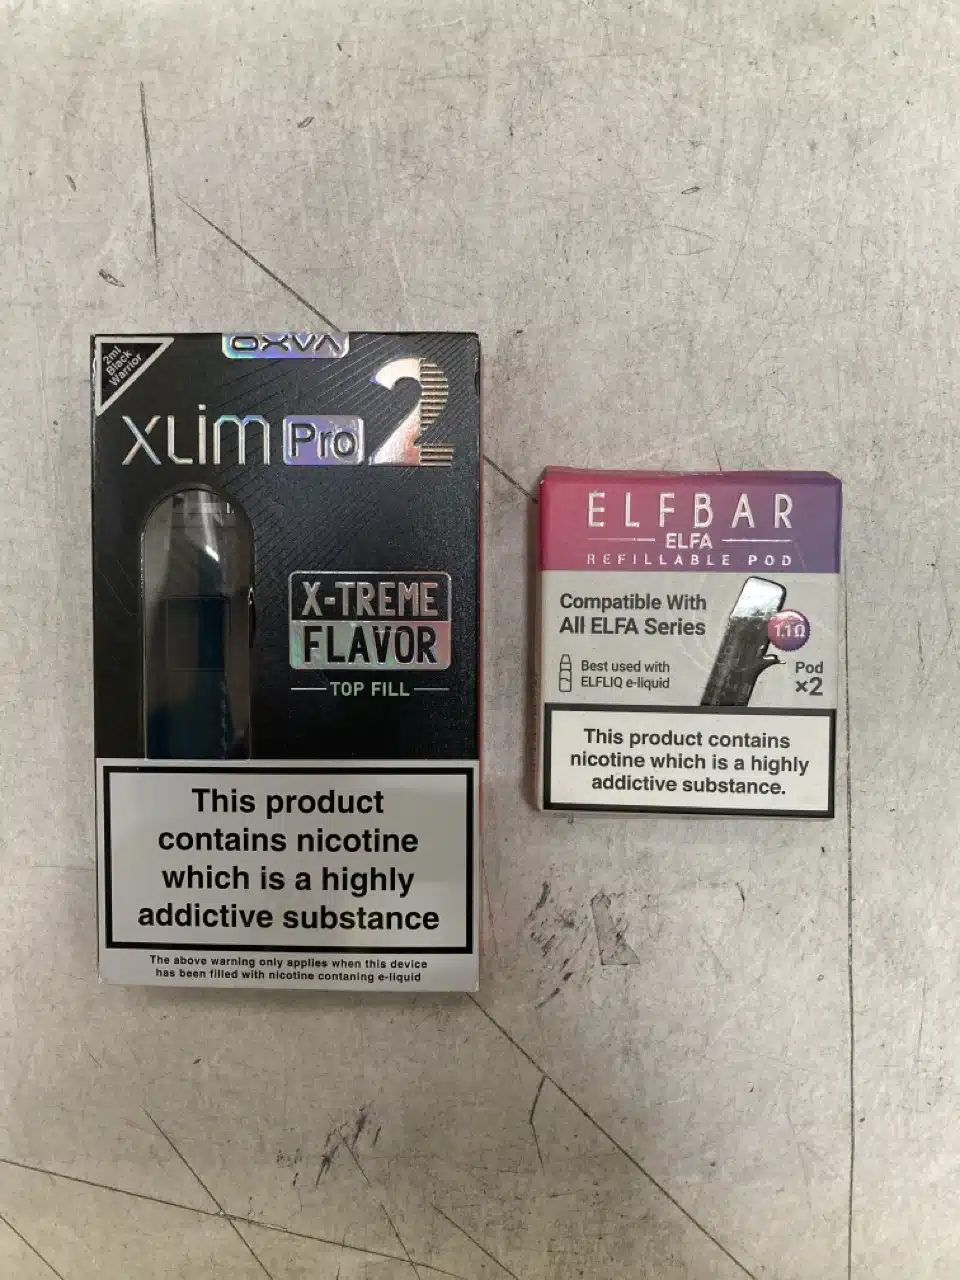 2ml
Black
Warrior
OXVA
XLIM Pro 2
X-TREME
FLAVOR
TOP FILL
This product
contains nicotine
which is a highly
addictive substance
The above warning only applies when this device
has been filled with nicotine contaning e-liquid
ELFBAR
ELFA
REFILLABLE POD
Compatible With
All ELFA Series
1.1Ω
Best used with
ELFLIQ e-liquid
Pod
x2
This product contains
nicotine which is a highly
addictive substance.